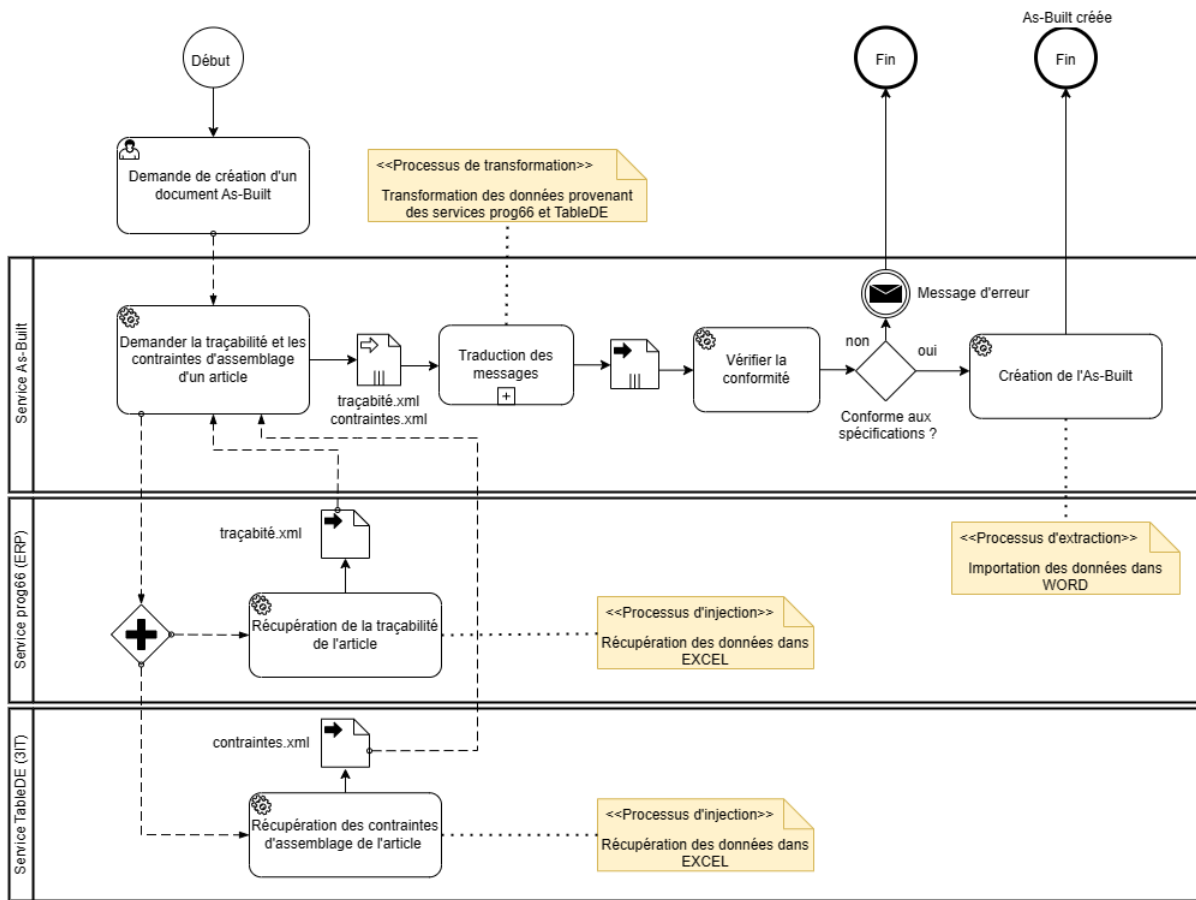 As-Built créée
Début
Fin
Fin
Demande de création d'un
document As-Built
<<Processus de transformation>>
Transformation des données provenant
des services prog66 et TableDE
Service As-Built
Demander la traçabilité et les
contraintes d'assemblage
d'un article
traçabité.xml
contraintes.xml
Traduction des
messages
Vérifier la
conformité
Message d'erreur
non
oui
Conforme aux
spécifications ?
Création de l'As-Built
Service prog66 (ERP)
traçabité.xml
Récupération de la traçabilité
de l'article
<<Processus d'injection>>
Récupération des données dans
EXCEL
<<Processus d'extraction>>
Importation des données dans
WORD
Service TableDE (3IT)
contraintes.xml
Récupération des contraintes
d'assemblage de l'article
<<Processus d'injection>>
Récupération des données dans
EXCEL